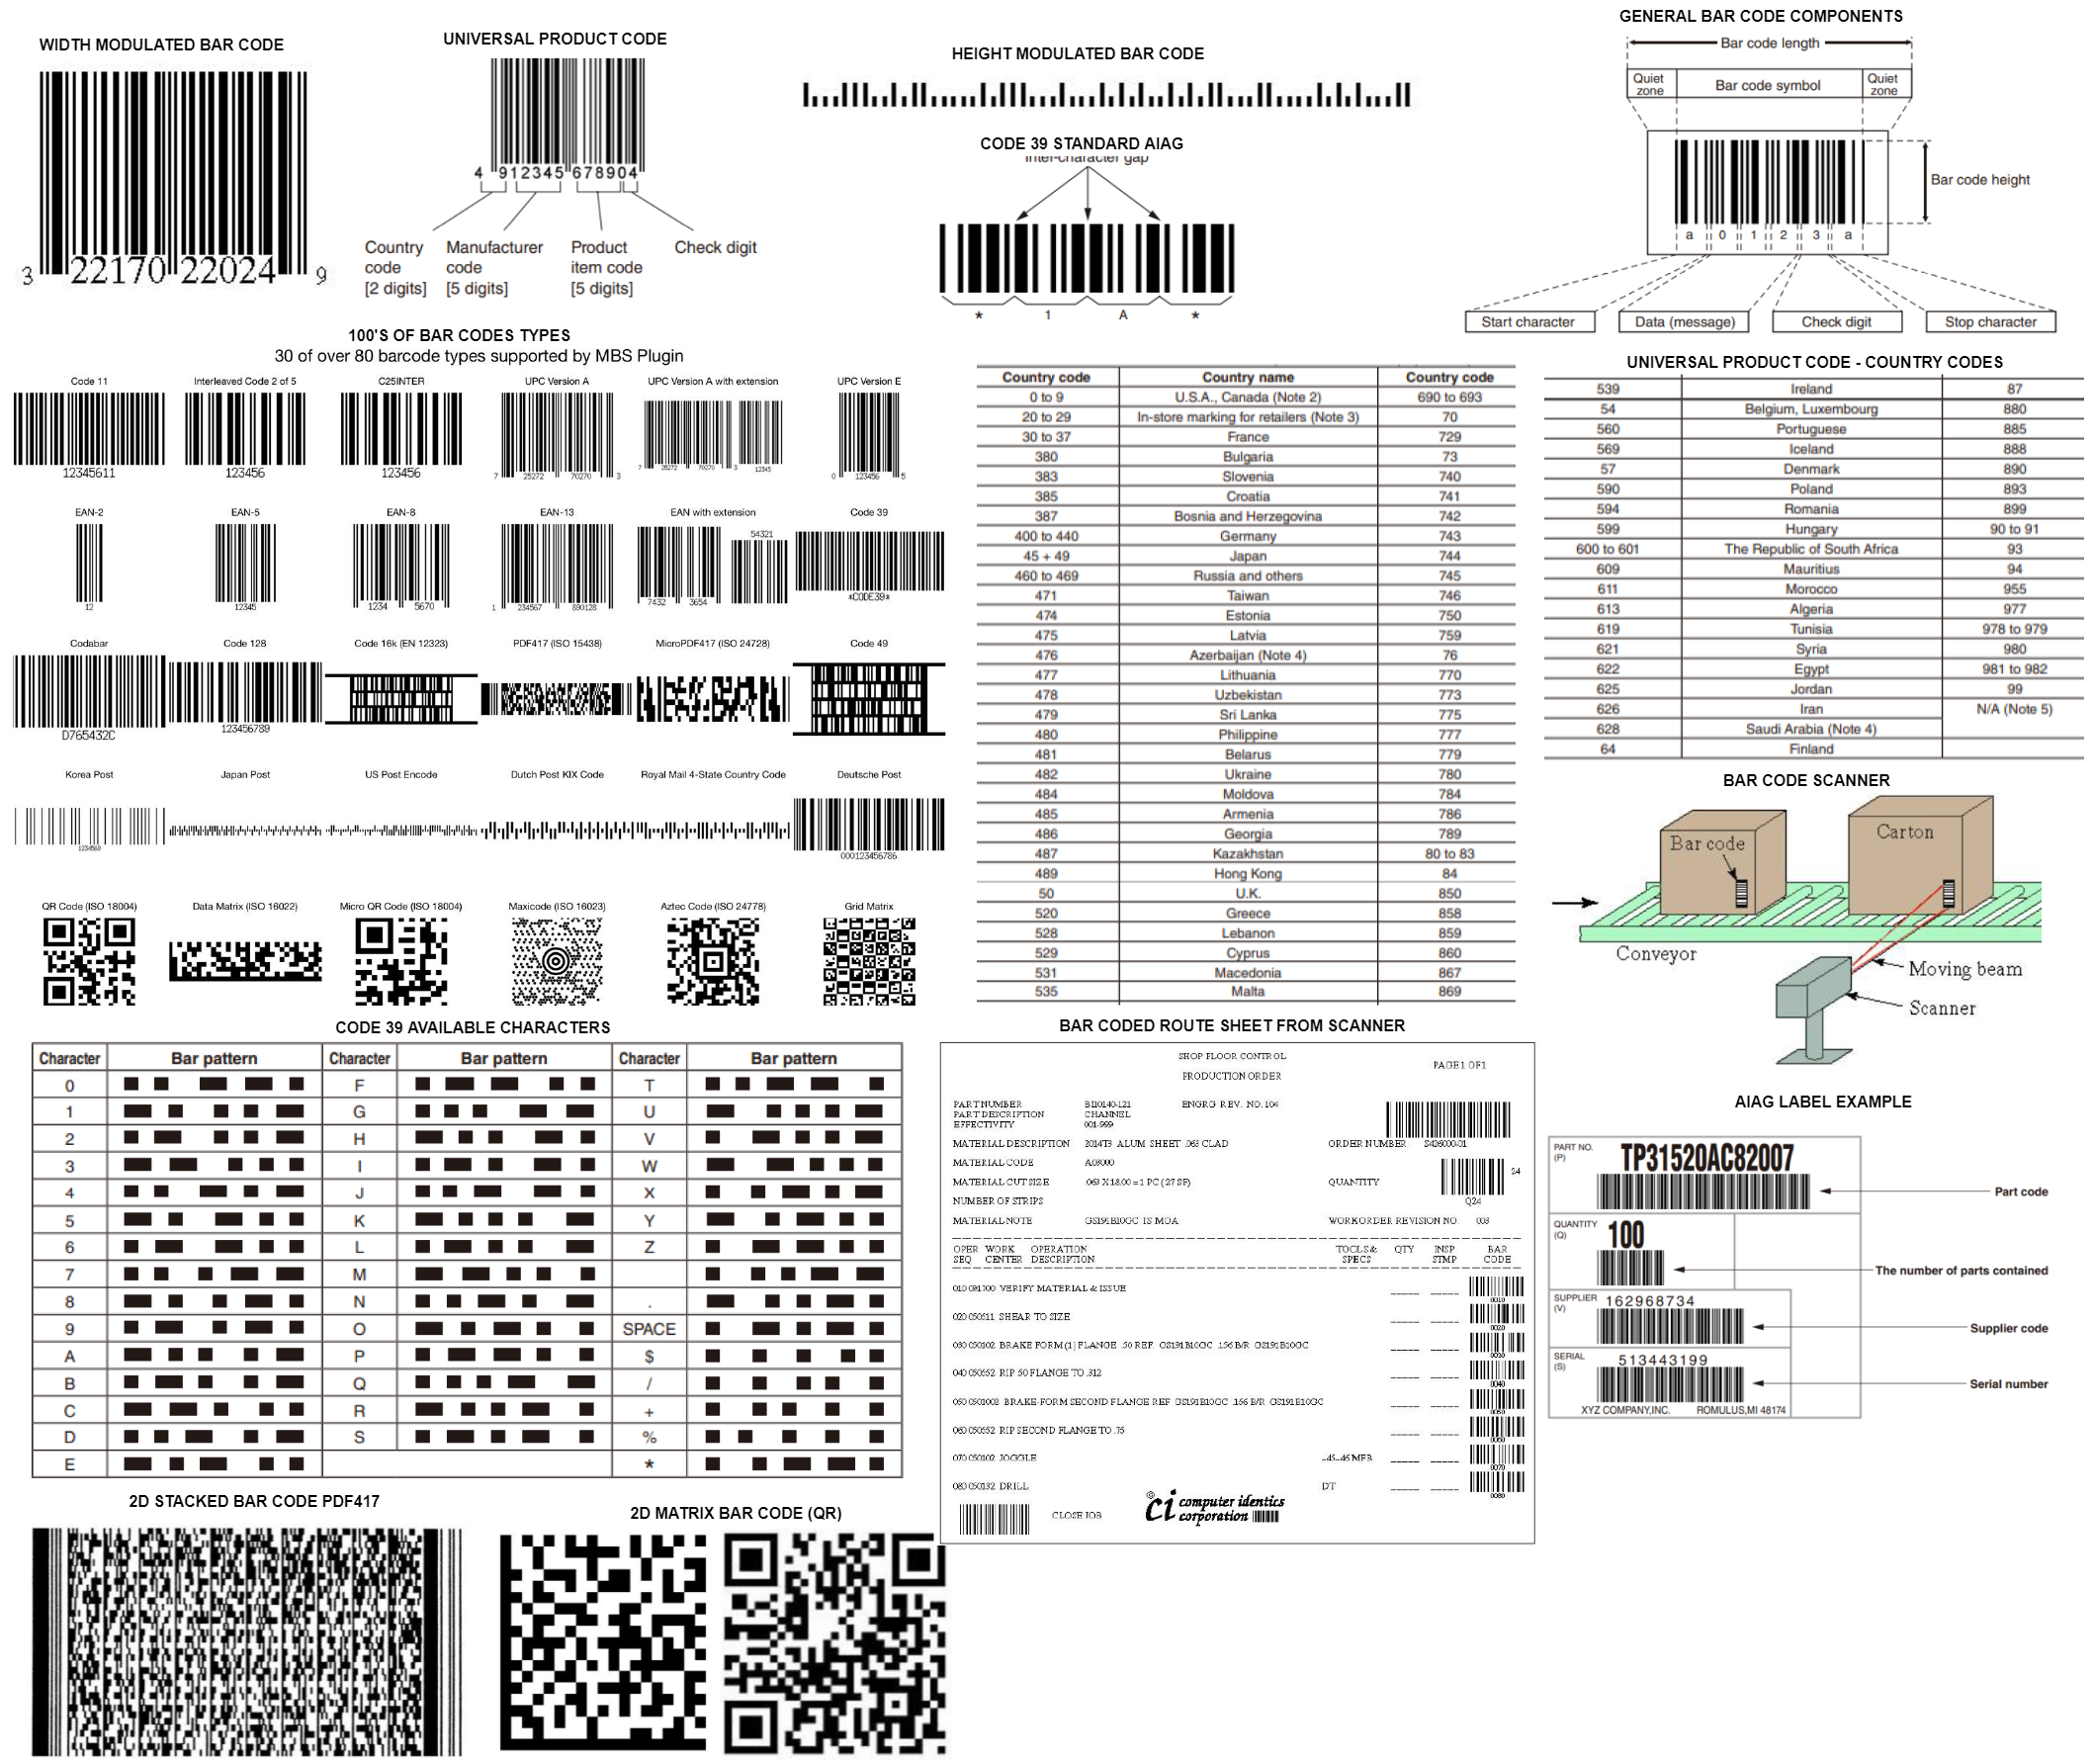 WIDTH MODULATED BAR CODE
3 22170 22024 9
UNIVERSAL PRODUCT CODE
4 912345 678904
Country code [2 digits]
Manufacturer code [5 digits]
Product item code [5 digits]
Check digit
HEIGHT MODULATED BAR CODE
CODE 39 STANDARD AIAG
Inter-character gap
* 1 A *
GENERAL BAR CODE COMPONENTS
Bar code length
Quiet zone
Bar code symbol
Quiet zone
Bar code height
a 0 1 2 3 a
Start character
Data (message)
Check digit
Stop character
100'S OF BAR CODES TYPES
30 of over 80 barcode types supported by MBS Plugin
Code 11
Interleaved Code 2 of 5
C25INTER
UPC Version A
UPC Version A with extension
UPC Version E
12345611
123456
123456
7 25272 70270 3
7 25272 70270 3 12345
0 123456 5
EAN-2
EAN-5
EAN-8
EAN-13
EAN with extension
Code 39
54321
12
12345
1234 5670
1 234567 890128
7432 3654
*CODE39*
Codabar
Code 128
Code 16k (EN 12323)
PDF417 (ISO 15438)
MicroPDF417 (ISO 24728)
Code 49
D765432C
123456789
Korea Post
Japan Post
US Post Encode
Dutch Post KIX Code
Royal Mail 4-State Country Code
Deutsche Post
1234560
000123456786
QR Code (ISO 18004)
Data Matrix (ISO 16022)
Micro QR Code (ISO 18004)
Maxicode (ISO 16023)
Aztec Code (ISO 24778)
Grid Matrix
Country code Country name Country code
0 to 9 U.S.A., Canada (Note 2) 690 to 693
20 to 29 In-store marking for retailers (Note 3) 70
30 to 37 France 729
380 Bulgaria 73
383 Slovenia 740
385 Croatia 741
387 Bosnia and Herzegovina 742
400 to 440 Germany 743
45 + 49 Japan 744
460 to 469 Russia and others 745
471 Taiwan 746
474 Estonia 750
475 Latvia 759
476 Azerbaijan (Note 4) 76
477 Lithuania 770
478 Uzbekistan 773
479 Sri Lanka 775
480 Philippine 777
481 Belarus 779
482 Ukraine 780
484 Moldova 784
485 Armenia 786
486 Georgia 789
487 Kazakhstan 80 to 83
489 Hong Kong 84
50 U.K. 850
520 Greece 858
528 Lebanon 859
529 Cyprus 860
531 Macedonia 867
535 Malta 869
UNIVERSAL PRODUCT CODE - COUNTRY CODES
539 Ireland 87
54 Belgium, Luxembourg 880
560 Portuguese 885
569 Iceland 888
57 Denmark 890
590 Poland 893
594 Romania 899
599 Hungary 90 to 91
600 to 601 The Republic of South Africa 93
609 Mauritius 94
611 Morocco 955
613 Algeria 977
619 Tunisia 978 to 979
621 Syria 980
622 Egypt 981 to 982
625 Jordan 99
626 Iran N/A (Note 5)
628 Saudi Arabia (Note 4)
64 Finland
BAR CODE SCANNER
Bar code
Carton
Conveyor
Moving beam
Scanner
CODE 39 AVAILABLE CHARACTERS
Character Bar pattern Character Bar pattern Character Bar pattern
0 F T
1 G U
2 H V
3 I W
4 J X
5 K Y
6 L Z
7 M
8 N .
9 O SPACE
A P $
B Q /
C R +
D S %
E *
BAR CODED ROUTE SHEET FROM SCANNER
SHOP FLOOR CONTROL
PAGE 1 OF 1
PRODUCTION ORDER
PART NUMBER B110140-121 ENGRG REV. NO. 104
PART DESCRIPTION CHANNEL
EFFECTIVITY 001-999
MATERIAL DESCRIPTION 2014T3 ALUM SHEET .063 CLAD ORDER NUMBER S426000-01
MATERIAL CODE A03000
24
MATERIAL CUT SIZE .063 X 18.00 = 1 PC (.27 SF) QUANTITY
NUMBER OF STRIPS
Q24
MATERIAL NOTE GS191B10GC IS MOA WORKORDER REVISION NO. 003
OPER SEQ WORK CENTER OPERATION DESCRIPTION TOOLS & SPECS QTY INSP STMP BAR CODE
010 091700 VERIFY MATERIAL & ISSUE
0010
020 050511 SHEAR TO SIZE
0020
030 050102 BRAKE FORM (1) FLANGE .50 REF. GS191B10GC .156 B/R GS191B10GC
0030
040 050552 RIP 50 FLANGE TO .312
0040
050 0501002 BRAKE-FORM SECOND FLANGE REF GS191B10GC .156 B/R GS191B10GC
0050
060 050552 RIP SECOND FLANGE TO .75
0060
070 050102 JOGGLE -45-46 MFB
0070
080 050132 DRILL DT
0080
CLOSE JOB
© Ci computer identics corporation
AIAG LABEL EXAMPLE
PART NO. (P) TP31520AC82007
Part code
QUANTITY (Q) 100
The number of parts contained
SUPPLIER (V) 162968734
Supplier code
SERIAL (S) 513443199
Serial number
XYZ COMPANY,INC. ROMULUS,MI 48174
2D STACKED BAR CODE PDF417
2D MATRIX BAR CODE (QR)